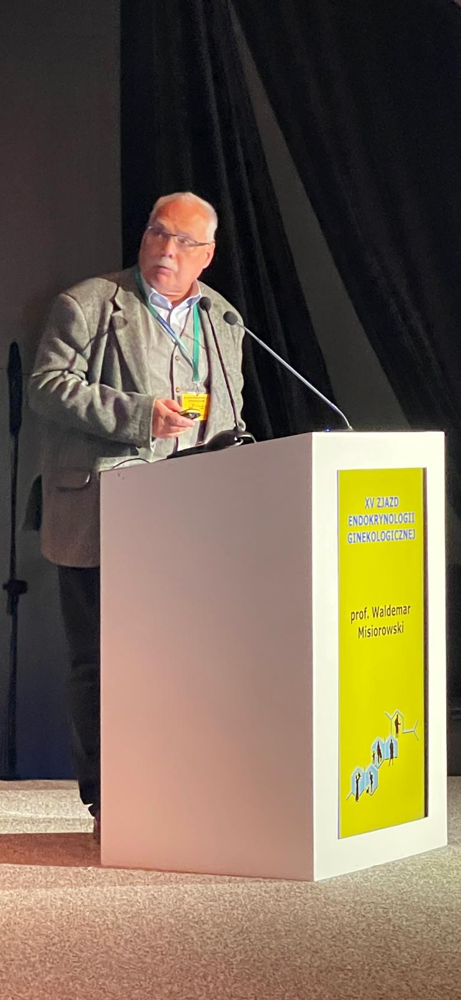 XV ZJAZD
ENDOKRYNOLOGII
GINEKOLOGICZNEJ
prof. Waldemar
Misiorowski